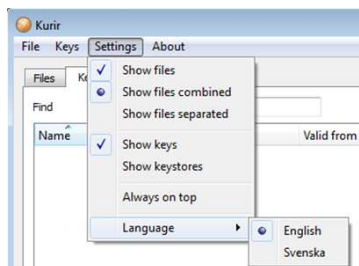 Kurir
File Keys Settings About
Files
Show files
Show files combined
Find
Show files separated
Name
Show keys
Valid from
Show keystores
Always on top
Language
English
Svenska